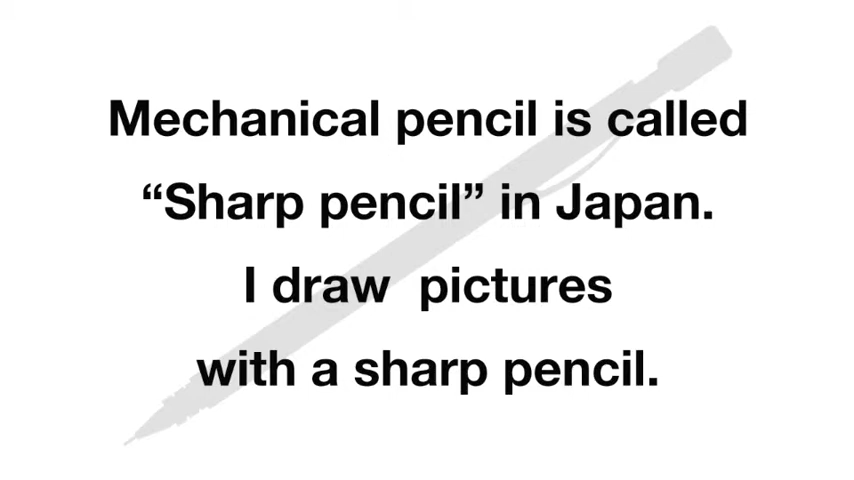 Mechanical pencil is called
“Sharp pencil” in Japan.
I draw  pictures
with a sharp pencil.